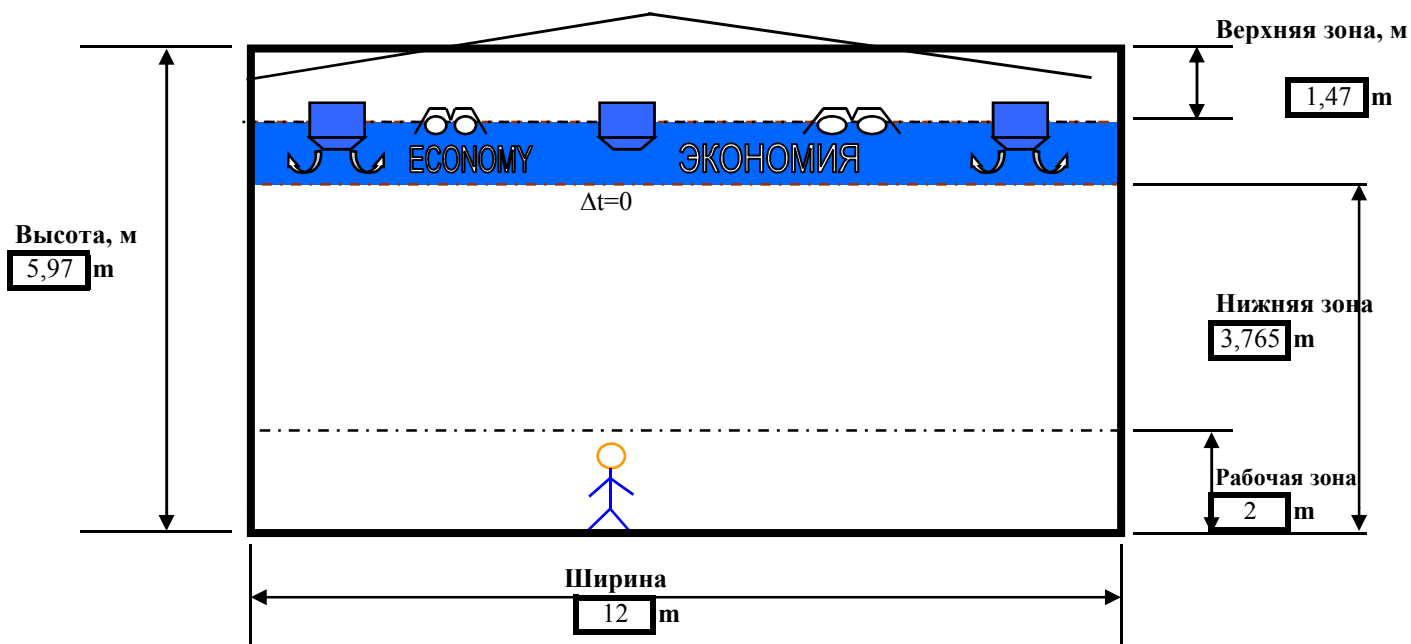 Верхняя зона, м
1,47 m
ECONOMY ЭКОНОМИЯ
Δt=0
Высота, м
5,97 m
Нижняя зона
3,765 m
Рабочая зона
2 m
Ширина
12 m